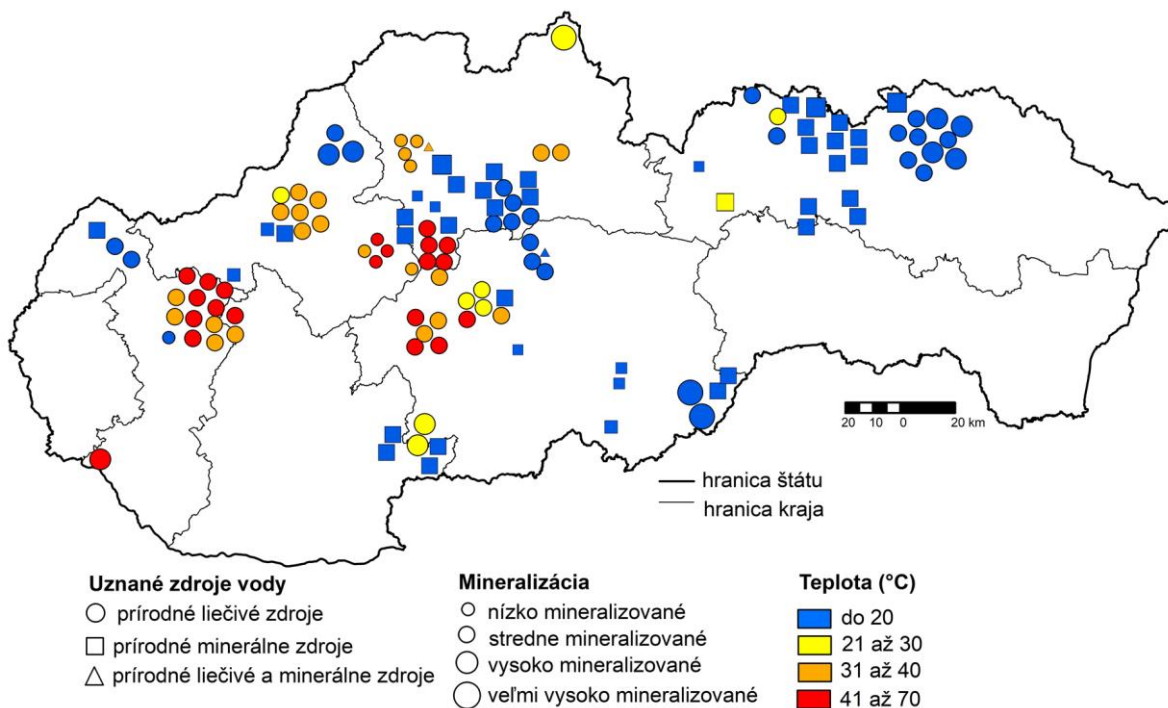 20 10 0 20 km
hranica štátu
hranica kraja
Uznané zdroje vody
prírodné liečivé zdroje
prírodné minerálne zdroje
prírodné liečivé a minerálne zdroje
Mineralizácia
nízko mineralizované
stredne mineralizované
vysoko mineralizované
veľmi vysoko mineralizované
Teplota (°C)
do 20
21 až 30
31 až 40
41 až 70